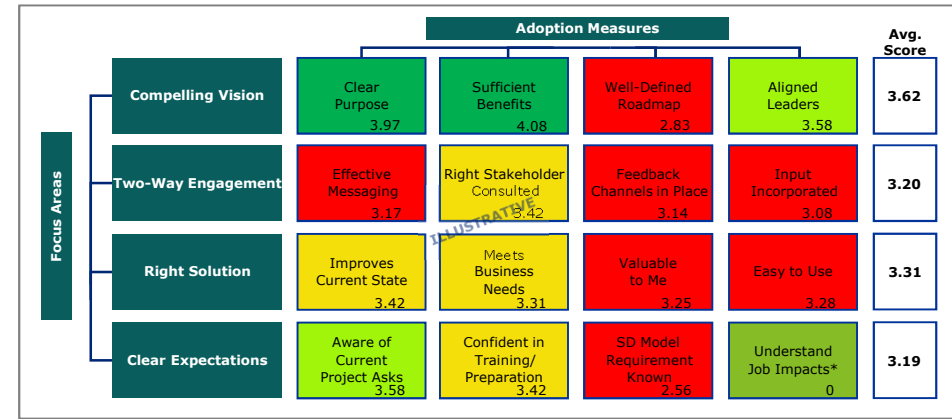 Adoption Measures
Avg.
Score
Focus Areas
Compelling Vision
Clear
Purpose
3.97
Sufficient
Benefits
4.08
Well-Defined
Roadmap
2.83
Aligned
Leaders
3.58
3.62
Two-Way Engagement
Effective
Messaging
3.17
Right Stakeholder
Consulted
3.42
Feedback
Channels in Place
3.14
Input
Incorporated
3.08
3.20
ILLUSTRATIVE
Right Solution
Improves
Current State
3.42
Meets
Business
Needs
3.31
Valuable
to Me
3.25
Easy to Use
3.28
3.31
Clear Expectations
Aware of
Current
Project Asks
3.58
Confident in
Training/
Preparation
3.42
SD Model
Requirement
Known
2.56
Understand
Job Impacts*
0
3.19